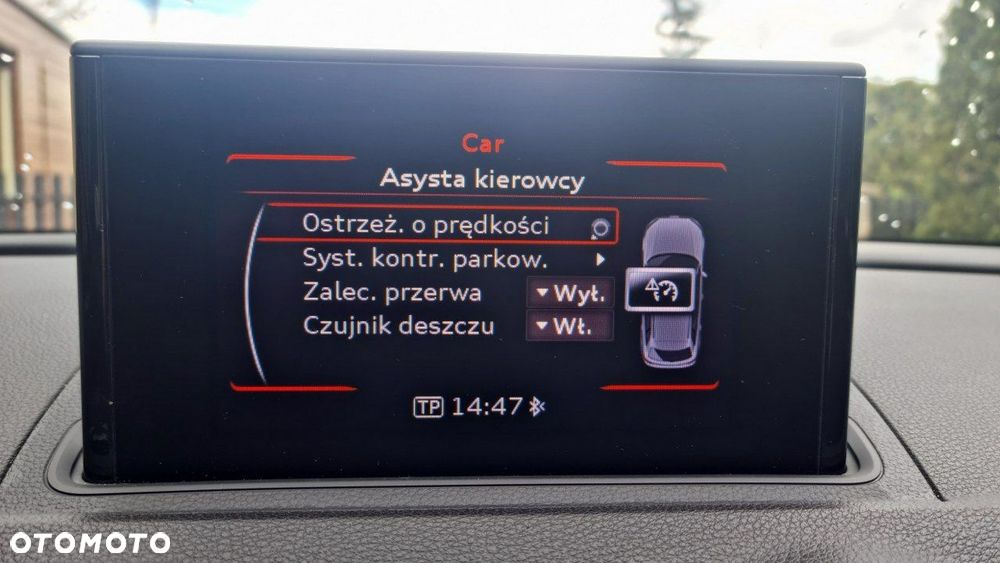 Car
Asysta kierowcy
Ostrzeż. o prędkości
Syst. kontr. parkow.
Zalec. przerwa Wył.
Czujnik deszczu Wł.
TP 14:47
OTOMOTO